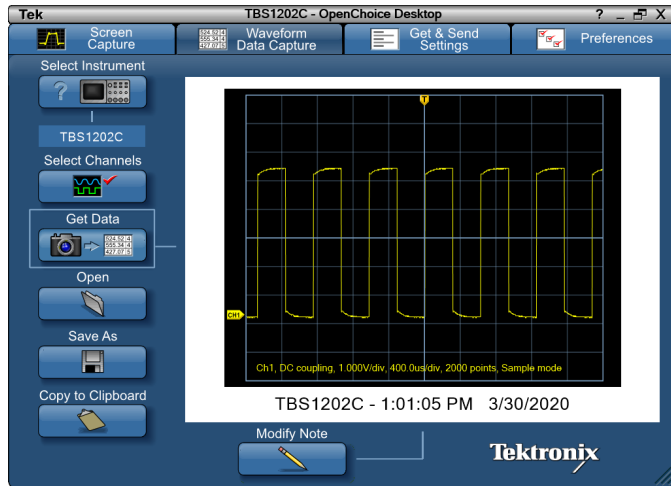 Tek
TBS1202C - OpenChoice Desktop
? _ X
Screen
Capture
Waveform
Data Capture
Get & Send
Settings
Preferences
Select Instrument
?
TBS1202C
Select Channels
Get Data
Open
Save As
Copy to Clipboard
T
CH1
Ch1, DC coupling, 1.000V/div, 400.0us/div, 2000 points, Sample mode
TBS1202C - 1:01:05 PM 3/30/2020
Modify Note
Tektronix